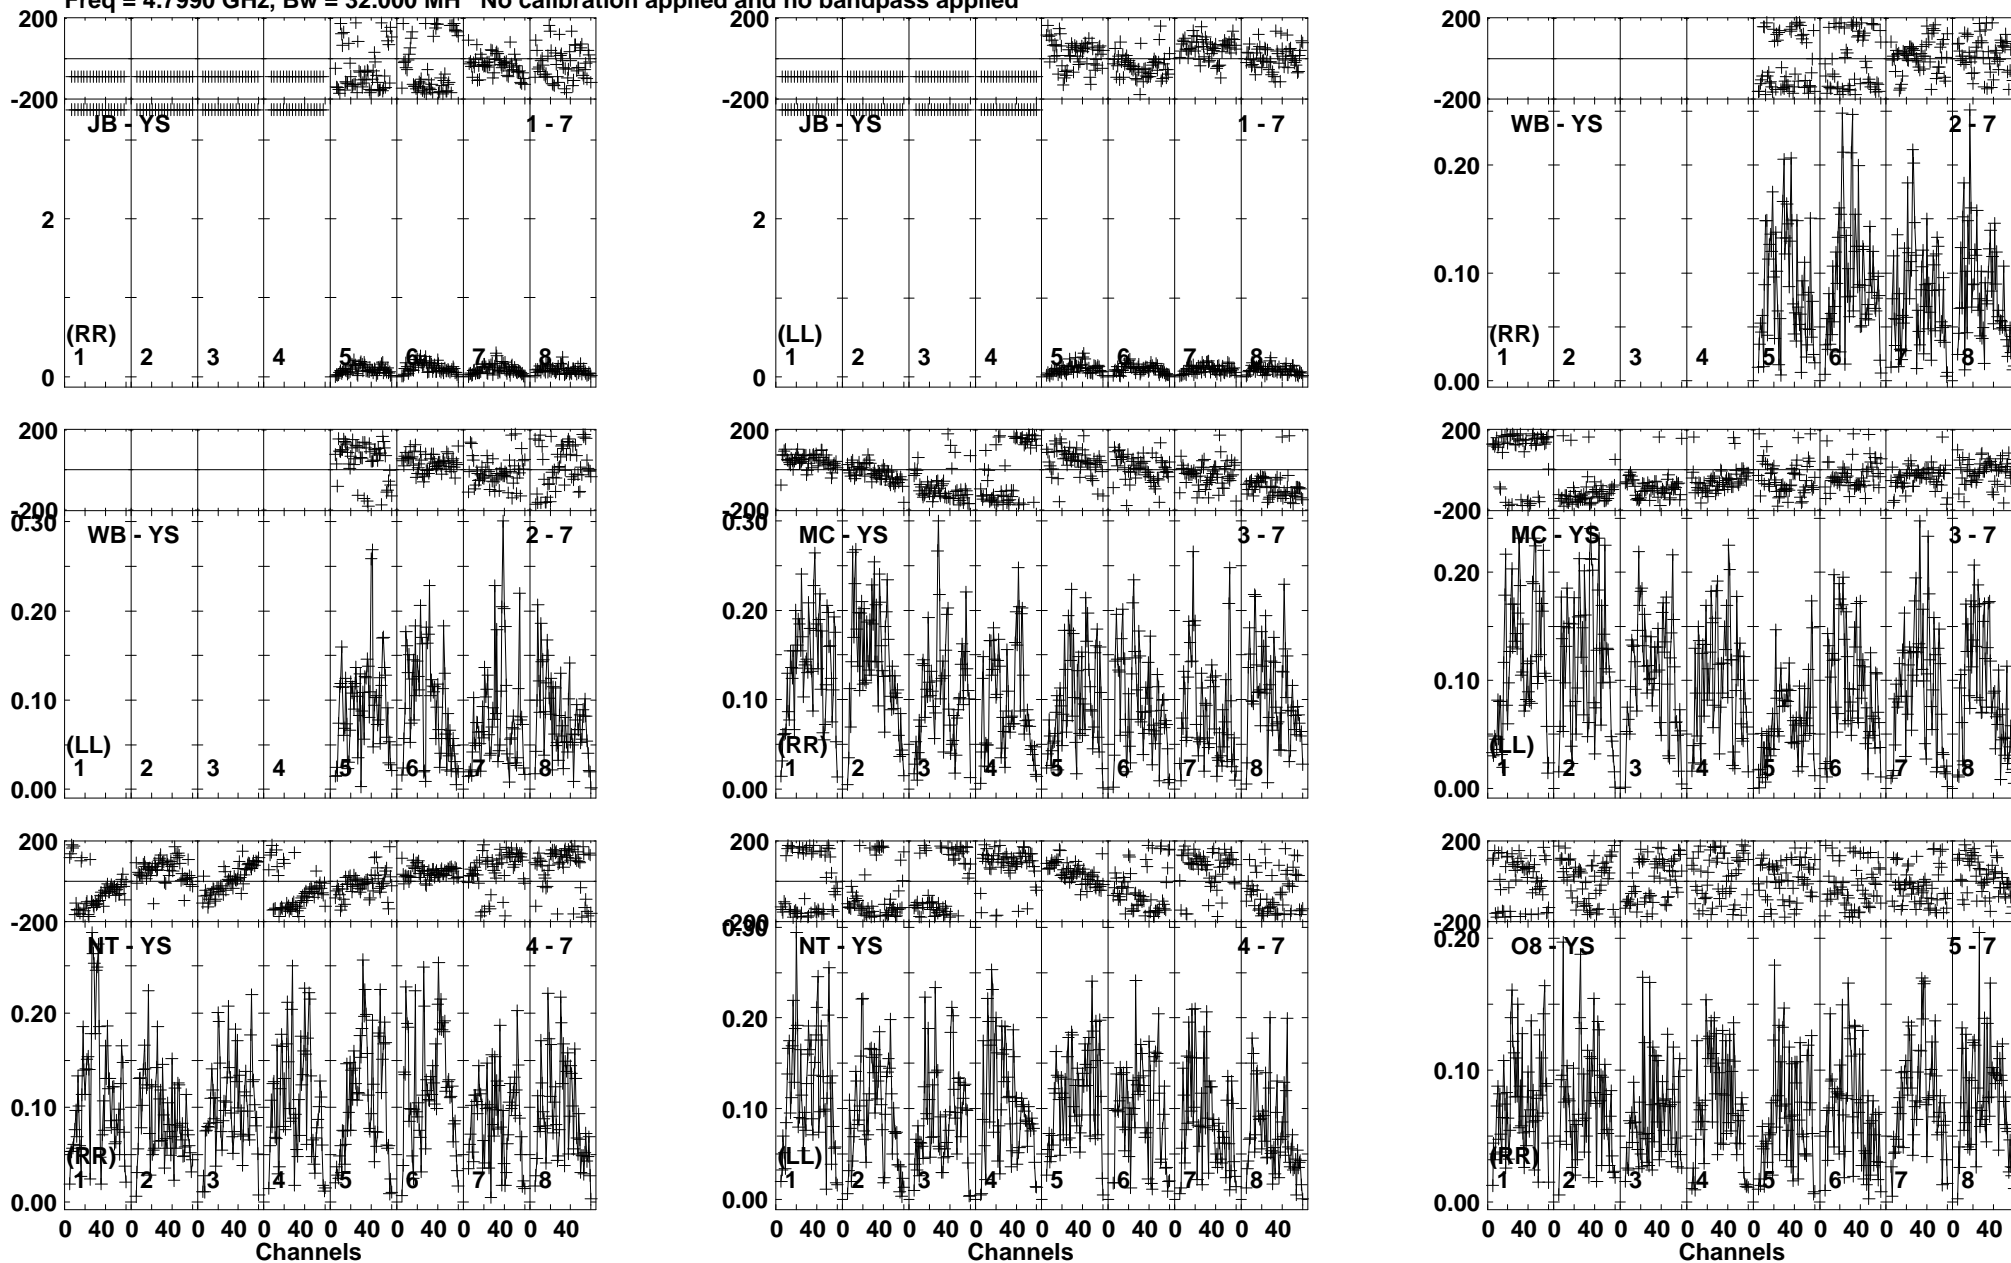 Freq = 4.7990 GHz, Bw = 32.000 MH No calibration applied and no bandpass applied
200 200 200
-200 -200 -200
JB - YS 1 - 7 JB - YS 1 - 7 WB - YS 2 - 7
0.20
2 2
0.10
(RR) (LL) (RR)
1 2 3 4 5 6 7 8 1 2 3 4 5 6 7 8 1 2 3 4 5 6 7 8
0 0 0.00
200 200 200
-200 -200 -200
0.30 0.30
WB - YS 2 - 7 MC - YS 3 - 7 MC - YS 3 - 7
0.20 0.20 0.20
0.10 0.10 0.10
(LL) (RR) (LL)
1 2 3 4 5 6 7 8 1 2 3 4 5 6 7 8 1 2 3 4 5 6 7 8
0.00 0.00 0.00
200 200 200
-200 -200 -200
0.30 0.20
NT - YS 4 - 7 NT - YS 4 - 7 O8 - YS 5 - 7
0.20 0.20
0.10 0.10 0.10
(RR) (LL) (RR)
1 2 3 4 5 6 7 8 1 2 3 4 5 6 7 8 1 2 3 4 5 6 7 8
0.00 0.00 0.00
0 40 0 40 0 40 0 40 0 40 0 40 0 40 0 40 0 40 0 40 0 40 0 40 0 40 0 40 0 40 0 40 0 40 0 40 0 40 0 40 0 40 0 40 0 40 0 40
Channels Channels Channels